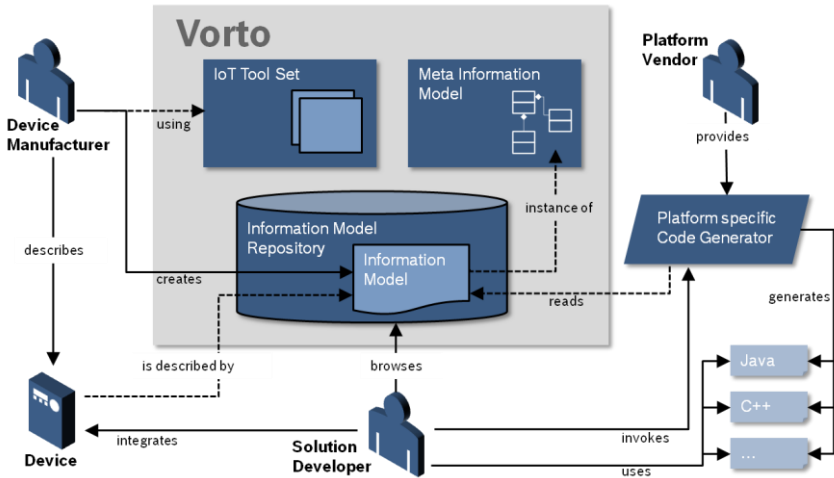 Vorto
IoT Tool Set
Meta Information
Model
Platform
Vendor
Device
Manufacturer
using
provides
instance of
Information Model
Repository
Information
Model
Platform specific
Code Generator
describes
creates
reads
generates
is described by
browses
Java
C++
...
Device
integrates
Solution
Developer
invokes
uses